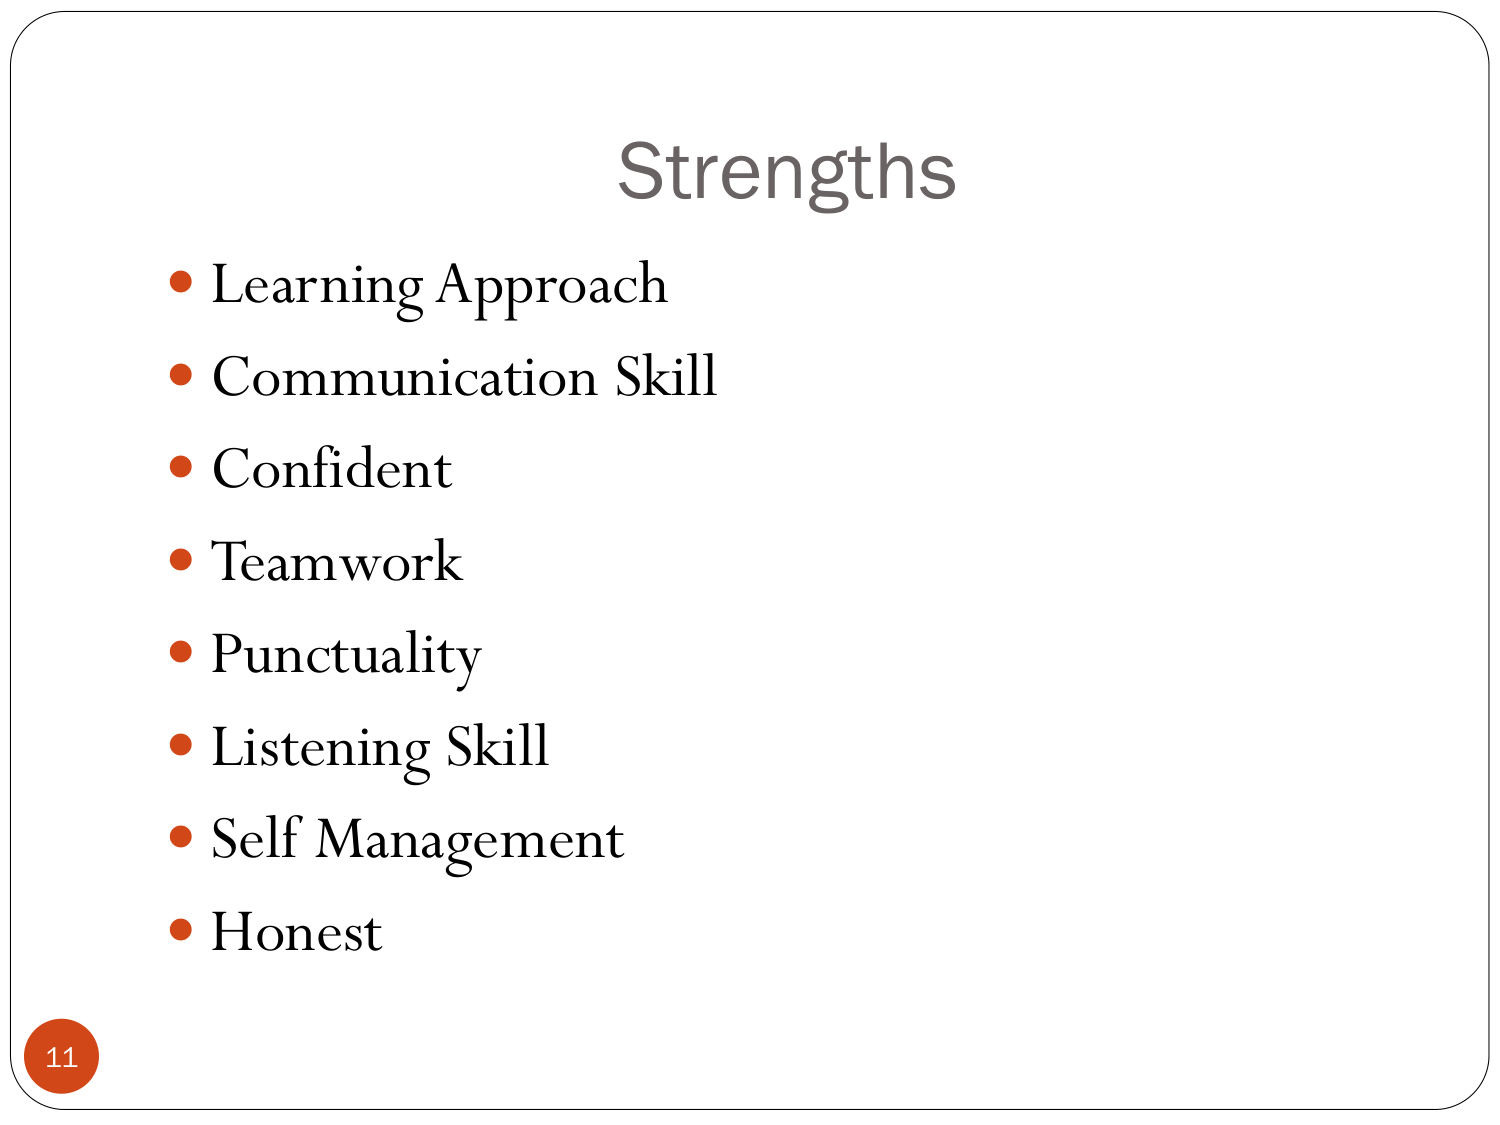 Strengths
• Learning Approach
• Communication Skill
• Confident
• Teamwork
• Punctuality
• Listening Skill
• Self Management
• Honest
11